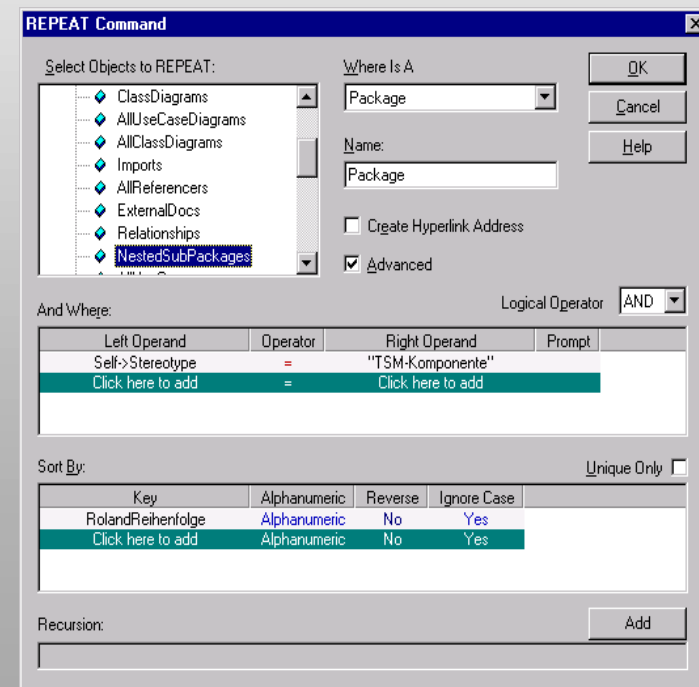 REPEAT Command
Select Objects to REPEAT:
ClassDiagrams
AllUseCaseDiagrams
AllClassDiagrams
Imports
AllReferencers
ExternalDocs
Relationships
NestedSubPackages
Where Is A
Package
Name:
Package
Create Hyperlink Address
Advanced
OK
Cancel
Help
Logical Operator AND
And Where:
Left Operand Operator Right Operand Prompt
Self->Stereotype = "TSM-Komponente"
Click here to add = Click here to add
Sort By:
Unique Only
Key Alphanumeric Reverse Ignore Case
RolandReihenfolge Alphanumeric No Yes
Click here to add Alphanumeric No Yes
Recursion:
Add